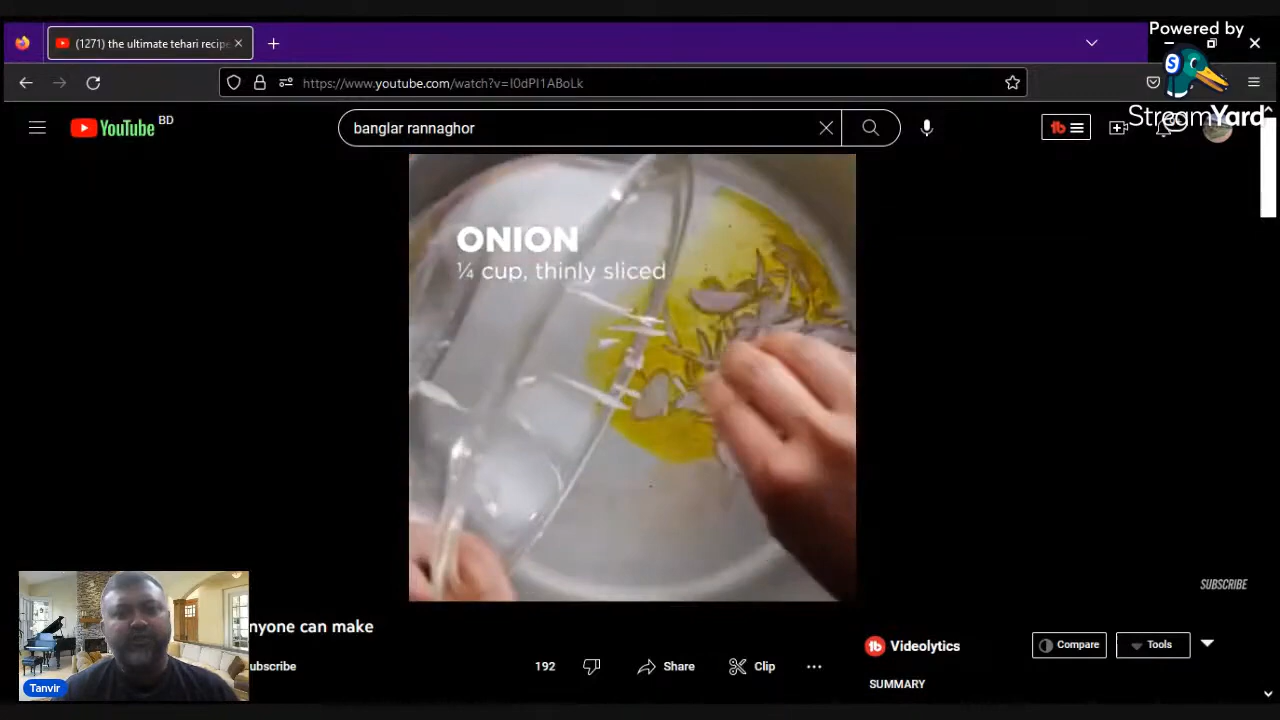 Powered by
(1271) the ultimate tehari recipe
https://www.youtube.com/watch?v=
StreamYard
YouTube BD
banglar rannaghor
ONION
¼ cup, thinly sliced
SUBSCRIBE
nyone can make
Videolytics
Compare
Tools
ubscribe
192
Share
Clip
SUMMARY
Tanvir